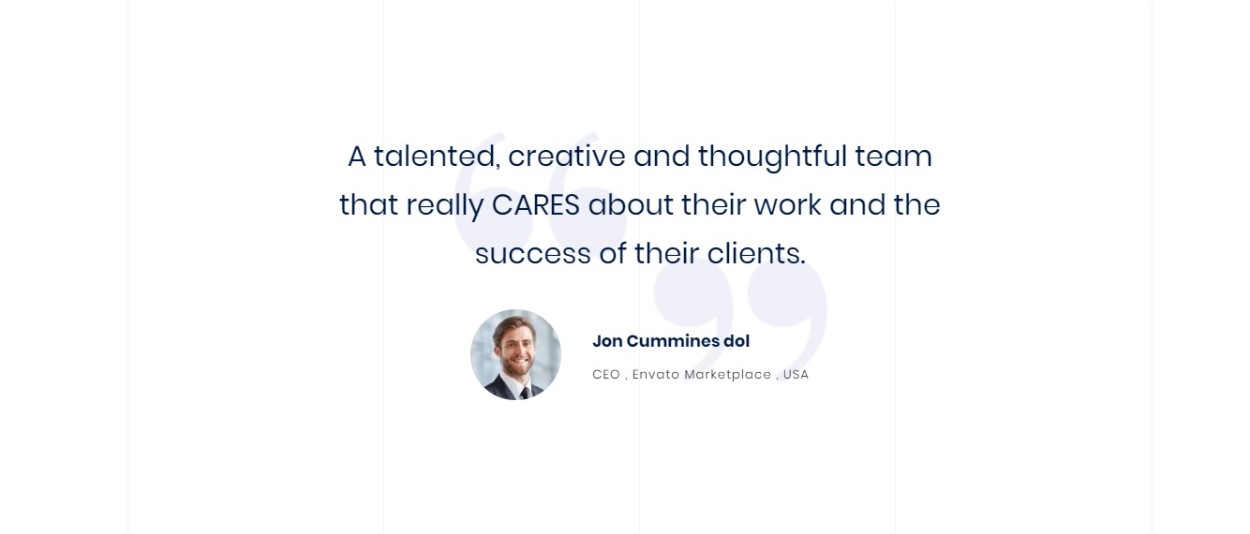 A talented, creative and thoughtful team
that really CARES about their work and the
success of their clients.
Jon Cummines dol
CEO , Envato Marketplace , USA